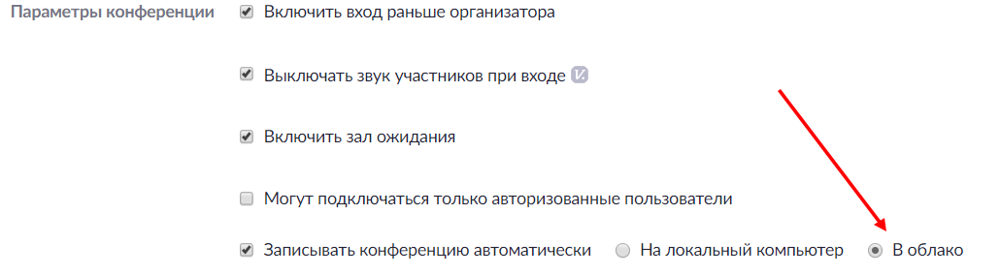 Параметры конференции
Включить вход раньше организатора
Выключать звук участников при входе
Включить зал ожидания
Могут подключаться только авторизованные пользователи
Записывать конференцию автоматически На локальный компьютер В облако